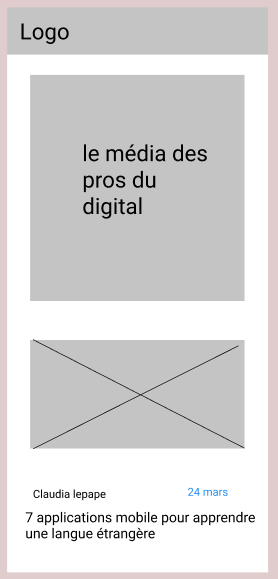 Logo
le média des
pros du
digital
Claudia lepape
24 mars
7 applications mobile pour apprendre
une langue étrangère